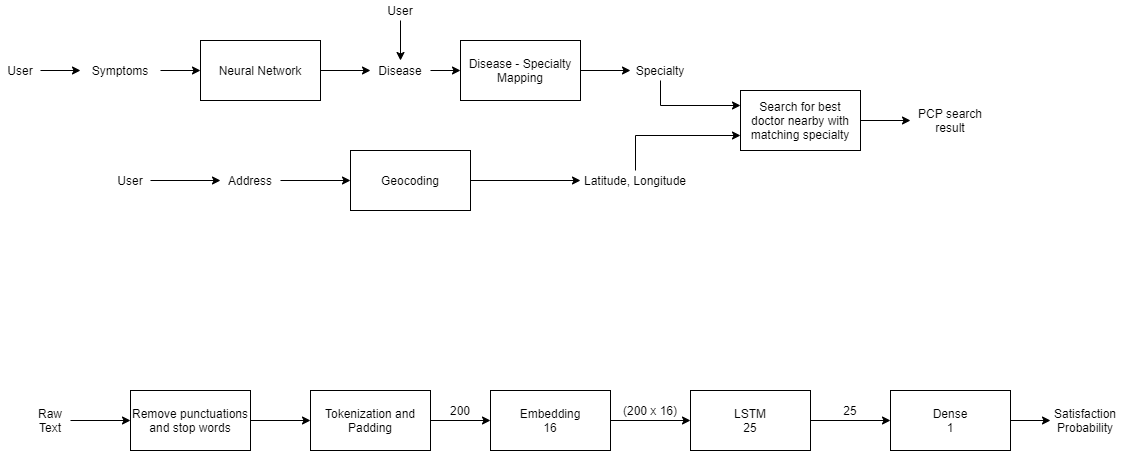 User
User
Symptoms
Neural Network
Disease
Disease - Specialty
Mapping
Specialty
Search for best
doctor nearby with
matching specialty
PCP search
result
User
Address
Geocoding
Latitude, Longitude
Raw
Text
Remove punctuations
and stop words
Tokenization and
Padding
200
Embedding
16
(200 x 16)
LSTM
25
25
Dense
1
Satisfaction
Probability